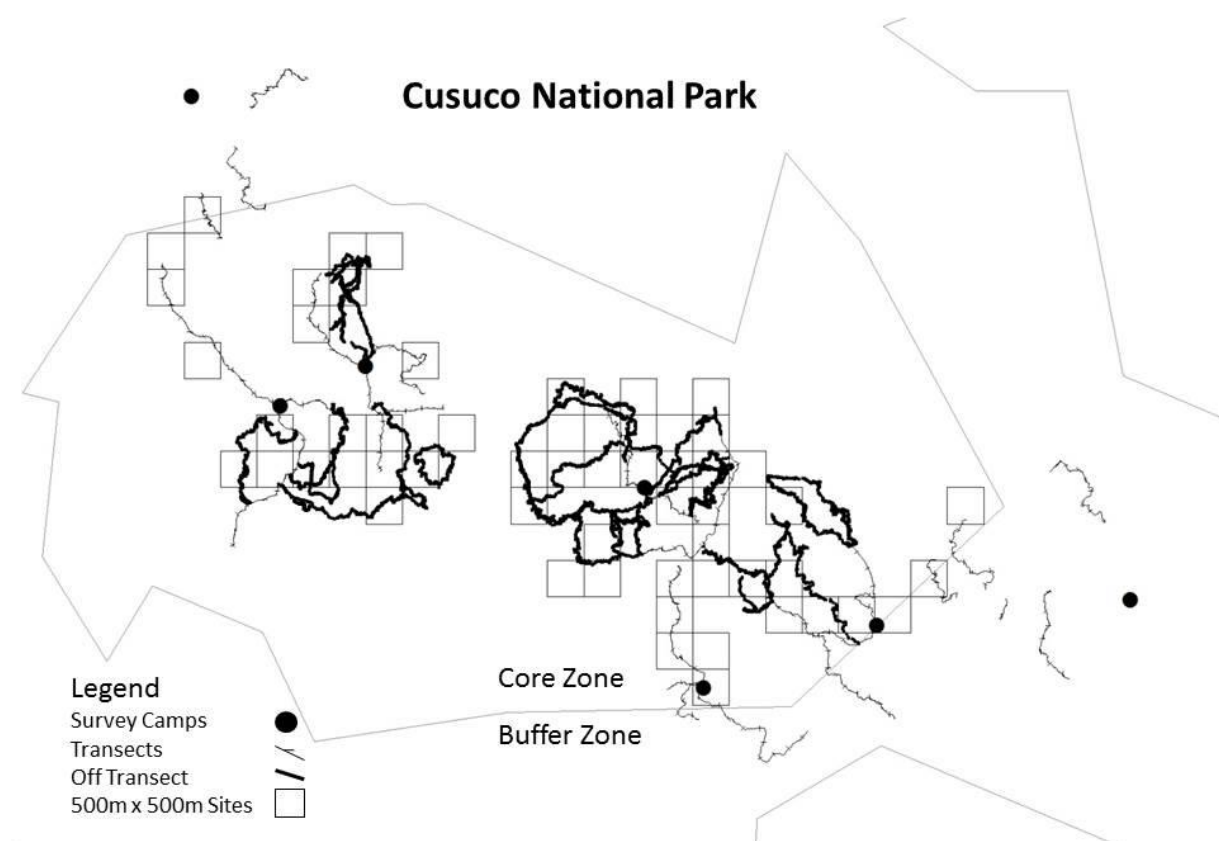 Cusuco National Park
Core Zone
Buffer Zone
Legend
Survey Camps
Transects
Off Transect
500m x 500m Sites